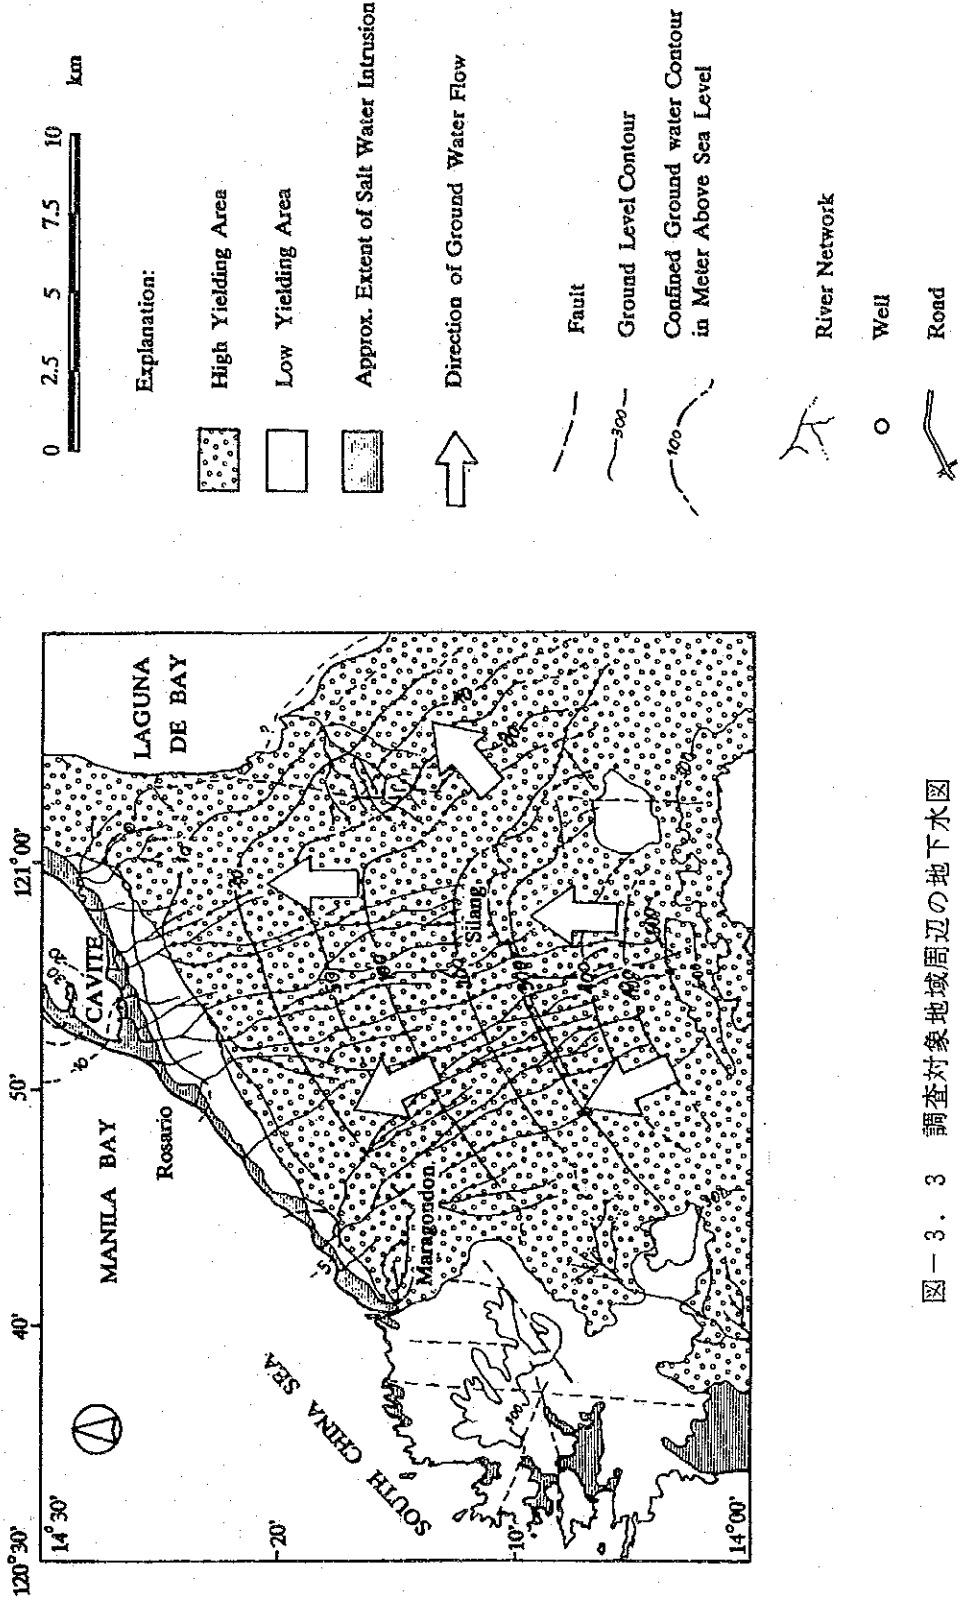 120°30'
40'
50'
121°00'
14°30'
20'
10'
14°00'
MANILA BAY
SOUTH CHINA SEA
CAVITE
Rosario
LAGUNA
DE BAY
Maragondon
Silang
300
?
0 2.5 5 7.5 10 km
Explanation:
High Yielding Area
Low Yielding Area
Approx. Extent of Salt Water Intrusion
Direction of Ground Water Flow
Fault
300
Ground Level Contour
100
Confined Ground water Contour
in Meter Above Sea Level
River Network
Well
Road
図－3．3 調査対象地域周辺の地下水図